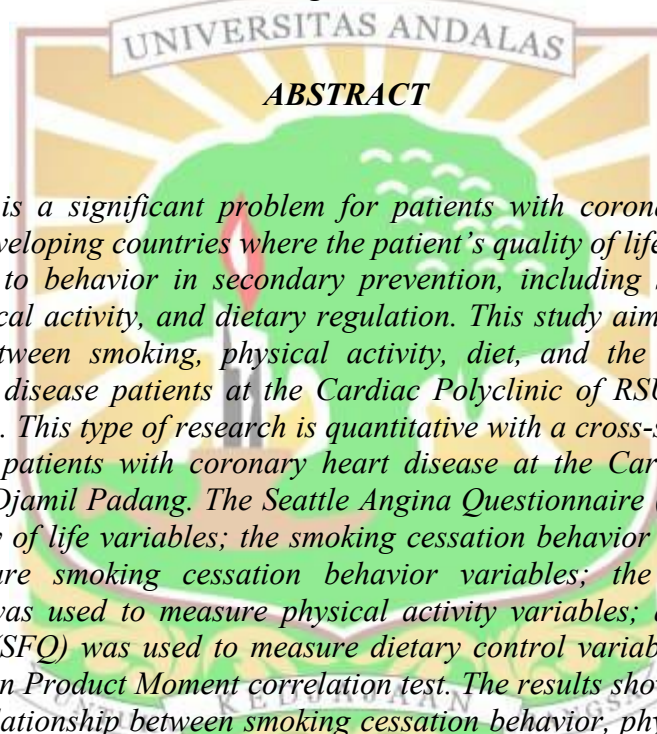 UNIVERSITAS ANDALAS
ABSTRACT
is a significant problem for patients with corona
veloping countries where the patient's quality of life
to behavior in secondary prevention, including
cal activity, and dietary regulation. This study aim
tween smoking, physical activity, diet, and the
disease patients at the Cardiac Polyclinic of RSU
. This type of research is quantitative with a cross-s
patients with coronary heart disease at the Car
Djamil Padang. The Seattle Angina Questionnaire
y of life variables; the smoking cessation behavior
ure smoking cessation behavior variables; the
was used to measure physical activity variables;
(SFQ) was used to measure dietary control variab
n Product Moment correlation test. The results sho
lationship between smoking cessation behavior, phy
KEDJAJAAN